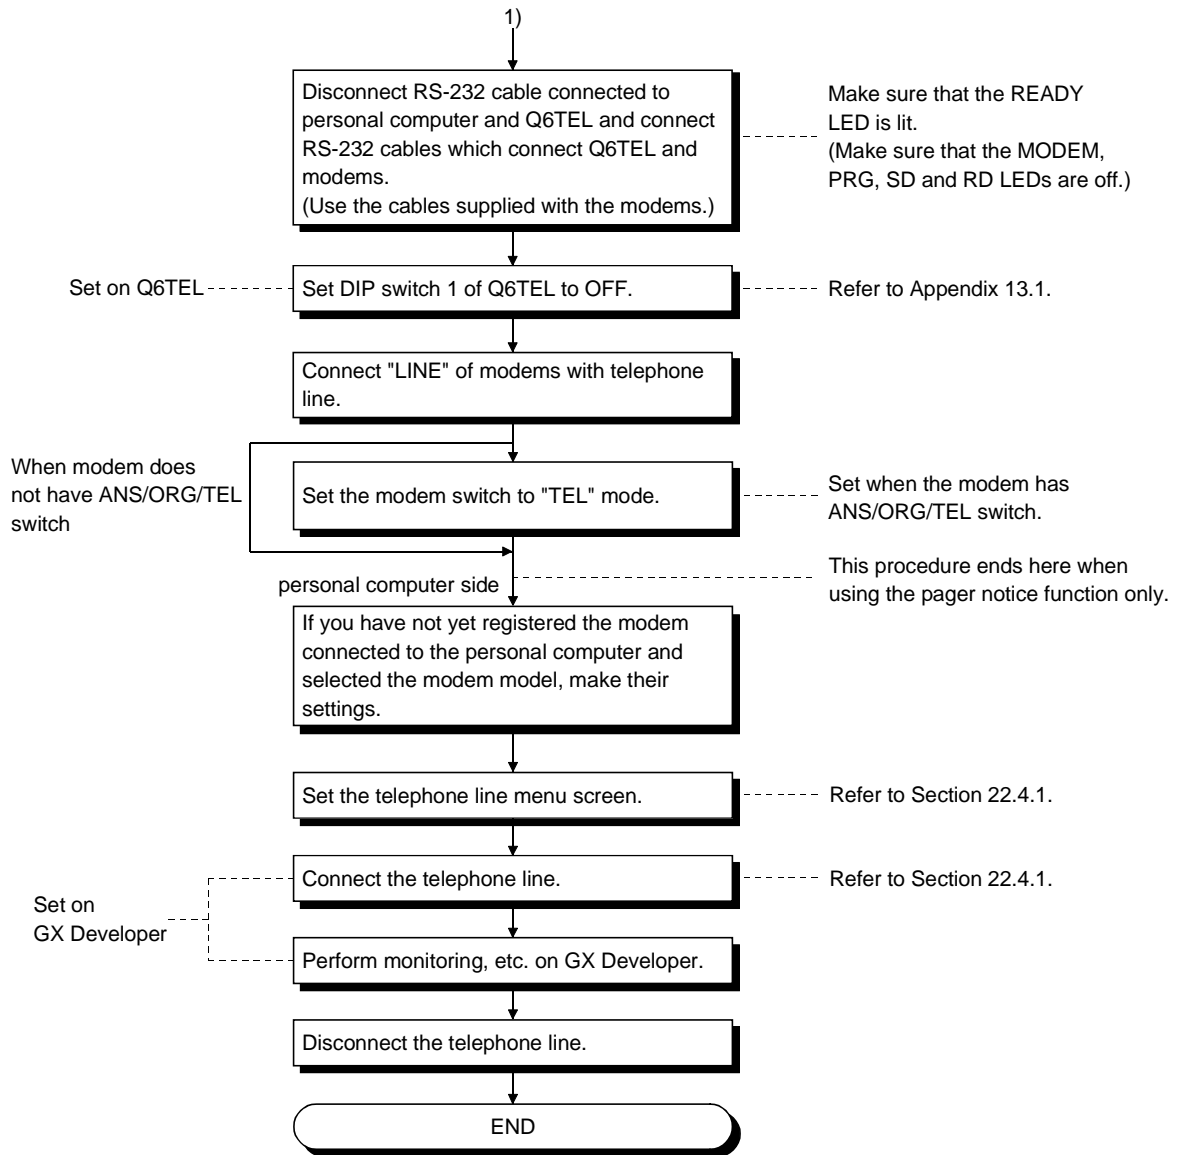 1)
Disconnect RS-232 cable connected to
personal computer and Q6TEL and connect
RS-232 cables which connect Q6TEL and
modems.
(Use the cables supplied with the modems.)
Make sure that the READY
LED is lit.
(Make sure that the MODEM,
PRG, SD and RD LEDs are off.)
Set on Q6TEL
Set DIP switch 1 of Q6TEL to OFF.
Refer to Appendix 13.1.
Connect "LINE" of modems with telephone
line.
When modem does
not have ANS/ORG/TEL
switch
Set the modem switch to "TEL" mode.
Set when the modem has
ANS/ORG/TEL switch.
This procedure ends here when
using the pager notice function only.
personal computer side
If you have not yet registered the modem
connected to the personal computer and
selected the modem model, make their
settings.
Set the telephone line menu screen.
Refer to Section 22.4.1.
Connect the telephone line.
Refer to Section 22.4.1.
Set on
GX Developer
Perform monitoring, etc. on GX Developer.
Disconnect the telephone line.
END